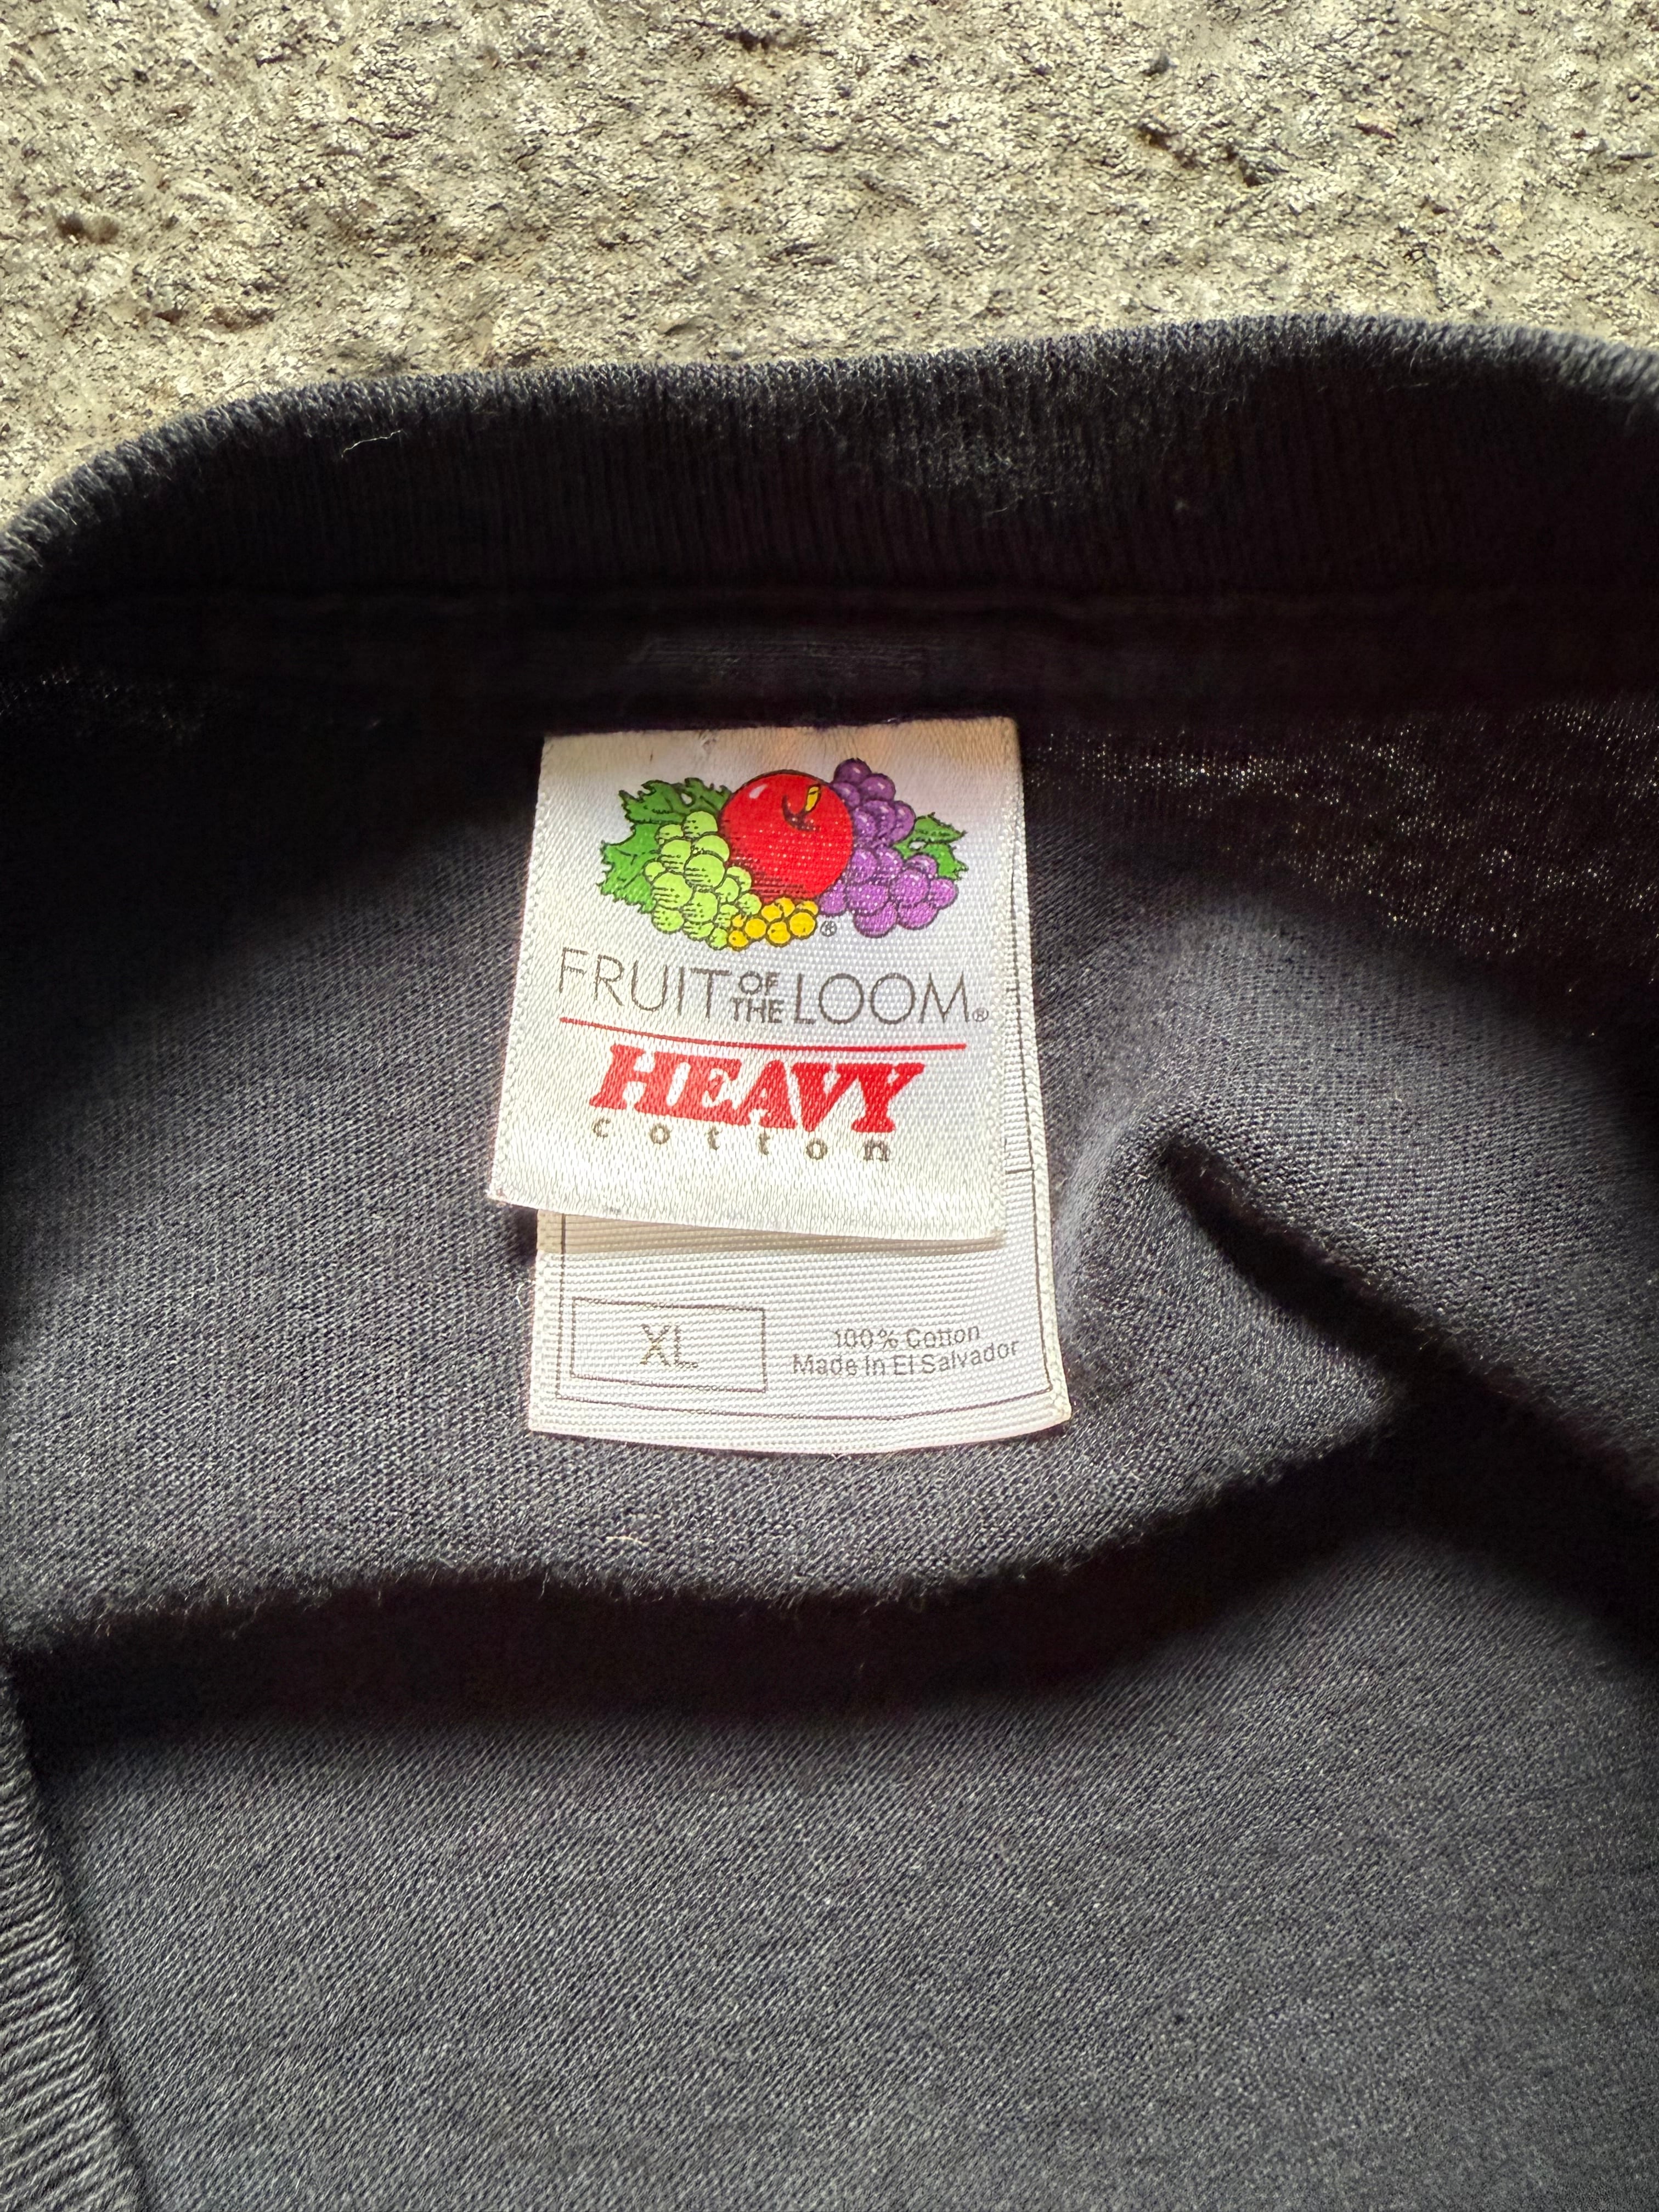 ®
FRUIT OF THE LOOM®
HEAVY
cotton
XL
100% Cotton
Made In El Salvador